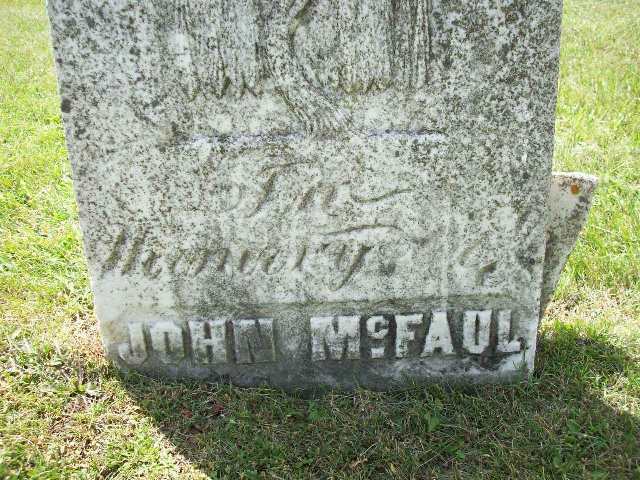 In
Memory of
JOHN McFAUL